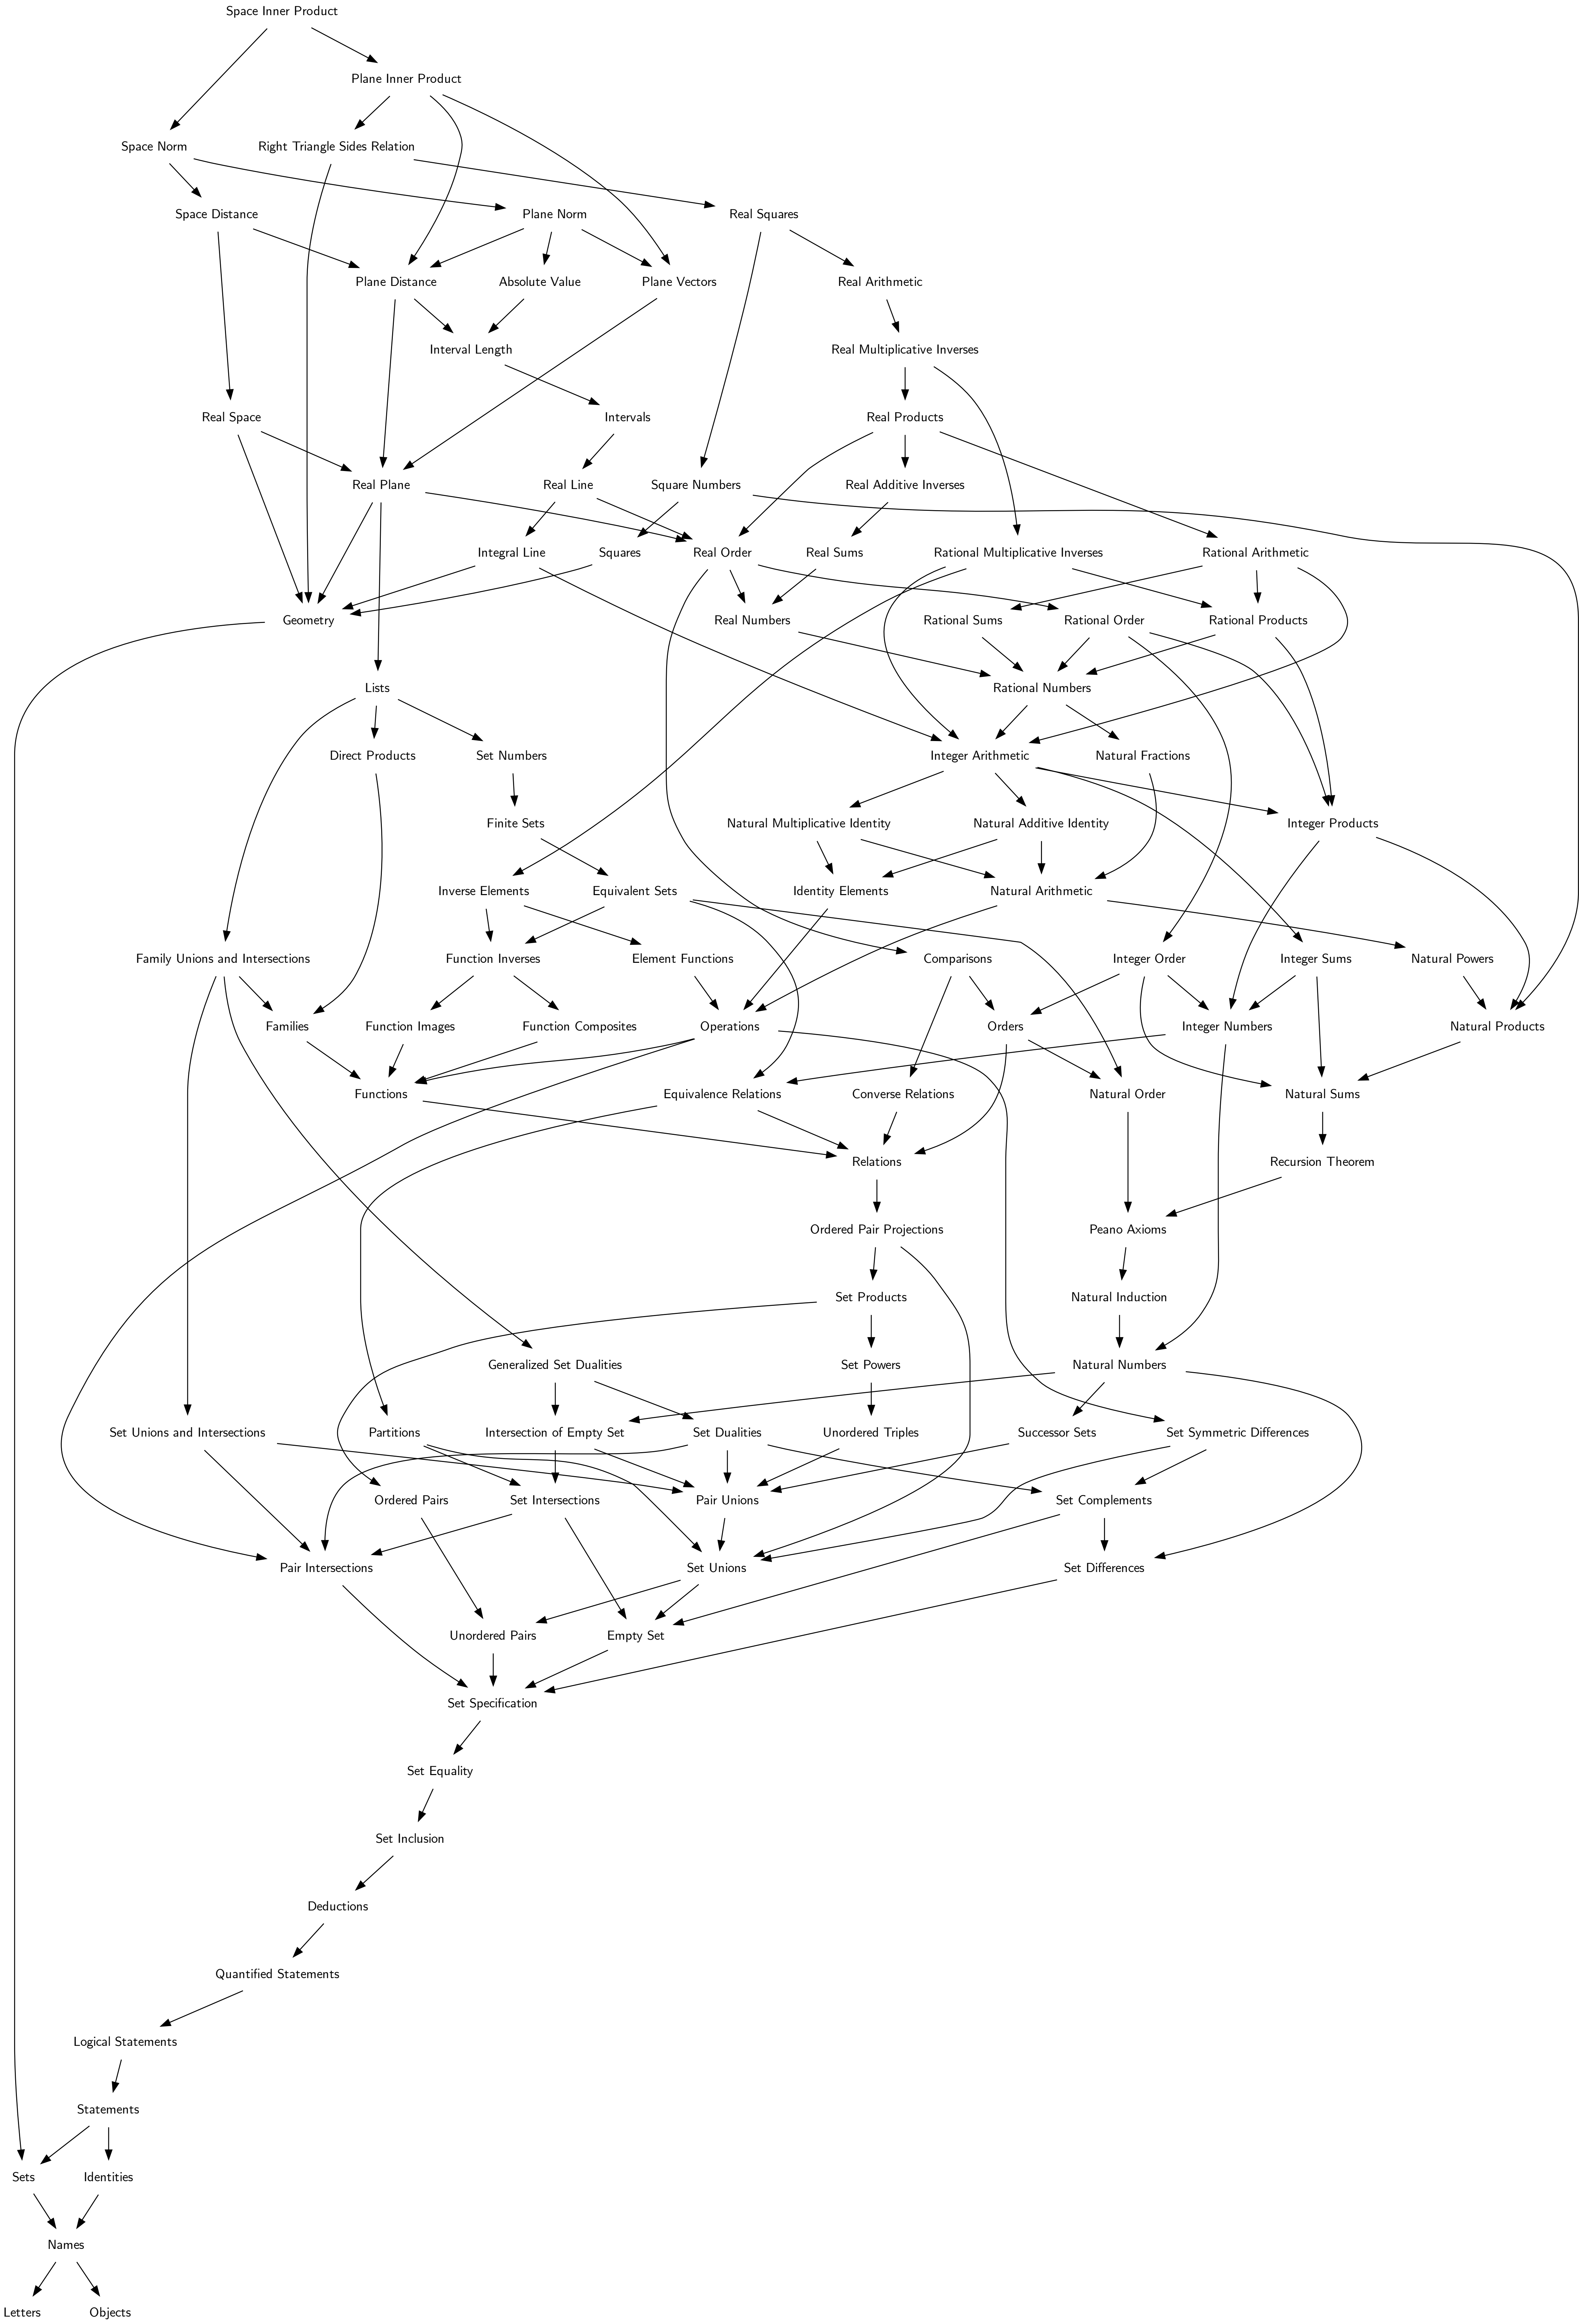 Space Inner Product
Plane Inner Product
Space Norm
Right Triangle Sides Relation
Space Distance
Plane Norm
Real Squares
Plane Distance
Absolute Value
Plane Vectors
Real Arithmetic
Interval Length
Real Multiplicative Inverses
Real Space
Intervals
Real Products
Real Plane
Real Line
Square Numbers
Real Additive Inverses
Integral Line
Squares
Real Order
Real Sums
Rational Multiplicative Inverses
Rational Arithmetic
Geometry
Real Numbers
Rational Sums
Rational Order
Rational Products
Lists
Rational Numbers
Direct Products
Set Numbers
Integer Arithmetic
Natural Fractions
Finite Sets
Natural Multiplicative Identity
Natural Additive Identity
Integer Products
Inverse Elements
Equivalent Sets
Identity Elements
Natural Arithmetic
Family Unions and Intersections
Function Inverses
Element Functions
Comparisons
Integer Order
Integer Sums
Natural Powers
Families
Function Images
Function Composites
Operations
Orders
Integer Numbers
Natural Products
Functions
Equivalence Relations
Converse Relations
Natural Order
Natural Sums
Relations
Recursion Theorem
Ordered Pair Projections
Peano Axioms
Set Products
Natural Induction
Generalized Set Dualities
Set Powers
Natural Numbers
Set Unions and Intersections
Partitions
Intersection of Empty Set
Set Dualities
Unordered Triples
Successor Sets
Set Symmetric Differences
Ordered Pairs
Set Intersections
Pair Unions
Set Complements
Pair Intersections
Set Unions
Set Differences
Unordered Pairs
Empty Set
Set Specification
Set Equality
Set Inclusion
Deductions
Quantified Statements
Logical Statements
Statements
Sets
Identities
Names
Letters
Objects